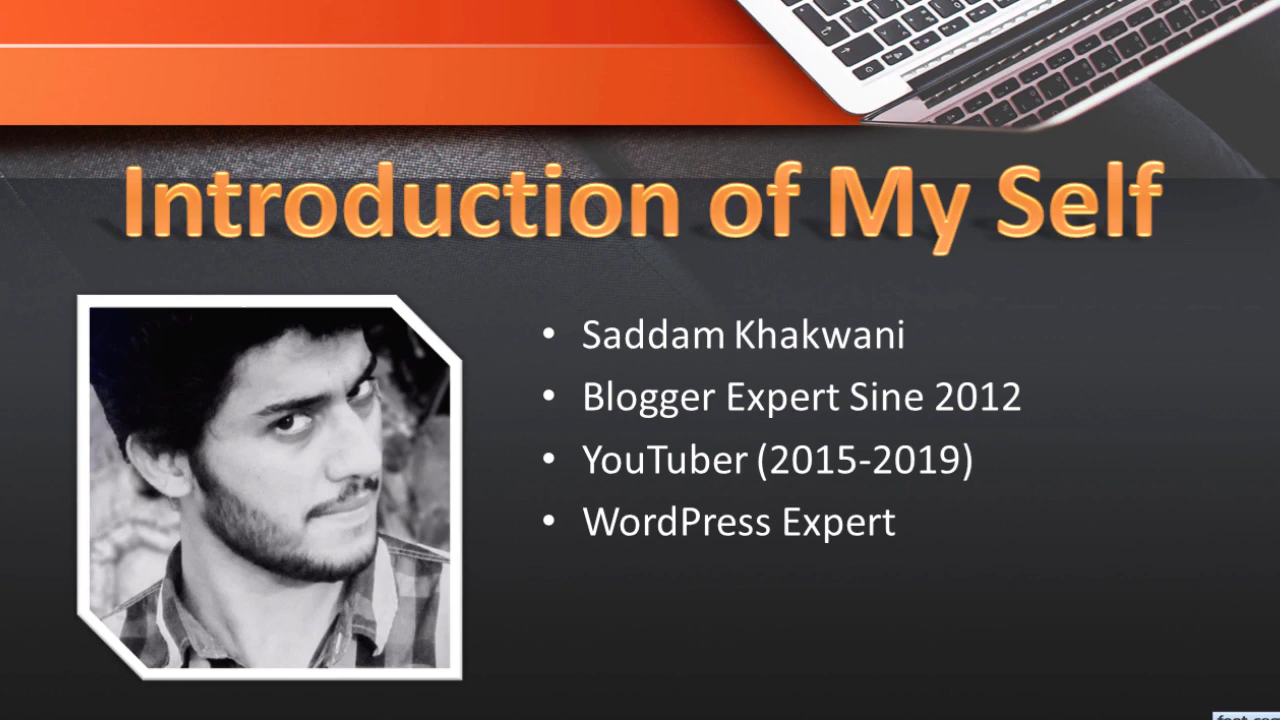 Introduction of My Self
• Saddam Khakwani
• Blogger Expert Sine 2012
• YouTuber (2015-2019)
• WordPress Expert